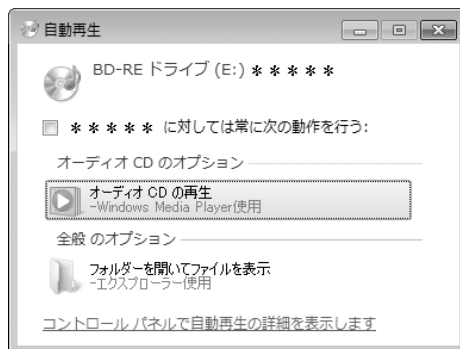 自動再生
BD-RE ドライブ (E:) ＊＊＊＊＊
＊＊＊＊＊ に対しては常に次の動作を行う:
オーディオ CD のオプション
オーディオ CD の再生
-Windows Media Player使用
全般 のオプション
フォルダーを開いてファイルを表示
-エクスプローラー使用
コントロール パネルで自動再生の詳細を表示します